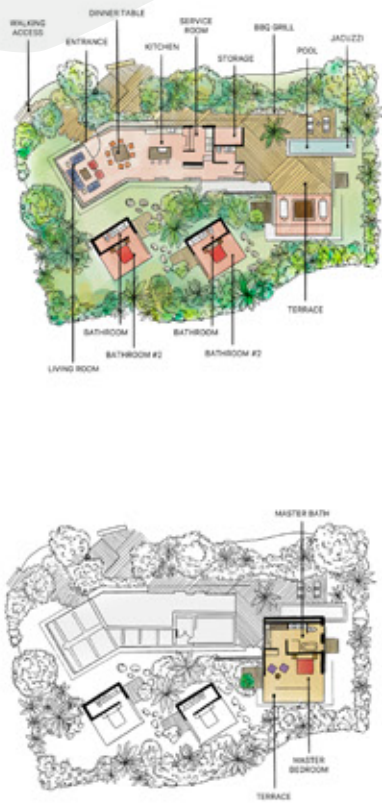 WALKING
ACCESS
ENTRANCE
DINNER TABLE
KITCHEN
SERVICE
ROOM
STORAGE
BBQ GRILL
POOL
JACUZZI
BATHROOM
BATHROOM #2
LIVING ROOM
BATHROOM
BATHROOM #2
TERRACE
MASTER BATH
MASTER
BEDROOM
TERRACE